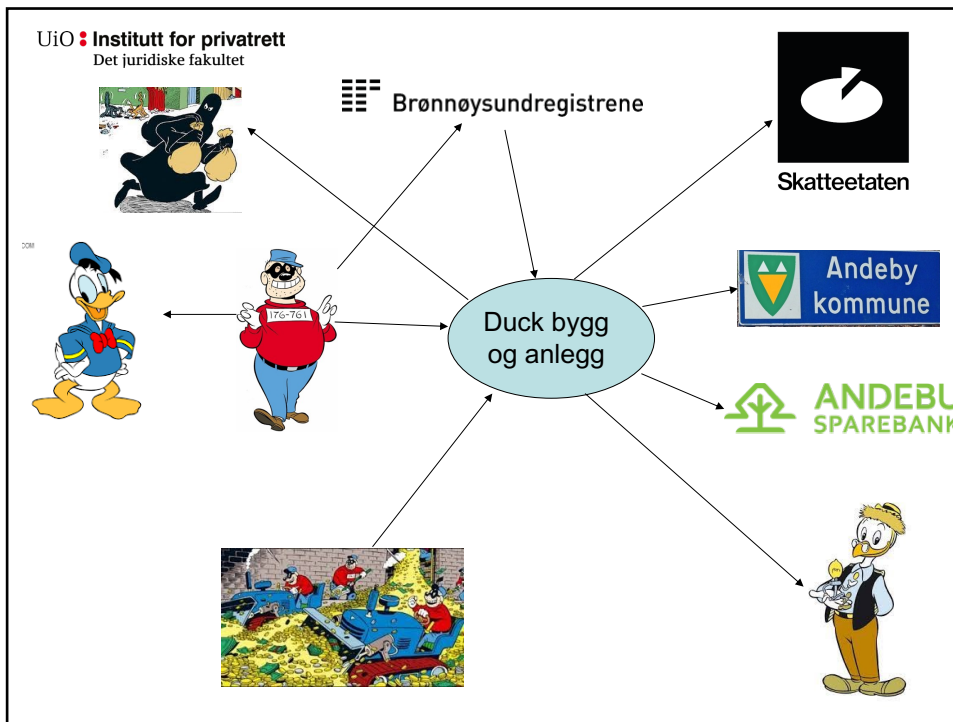 UiO : Institutt for privatrett
Det juridiske fakultet
Brønnøysundregistrene
Skatteetaten
COM
176-761
Duck bygg
og anlegg
Andeby
kommune
ANDEBU
SPAREBANK